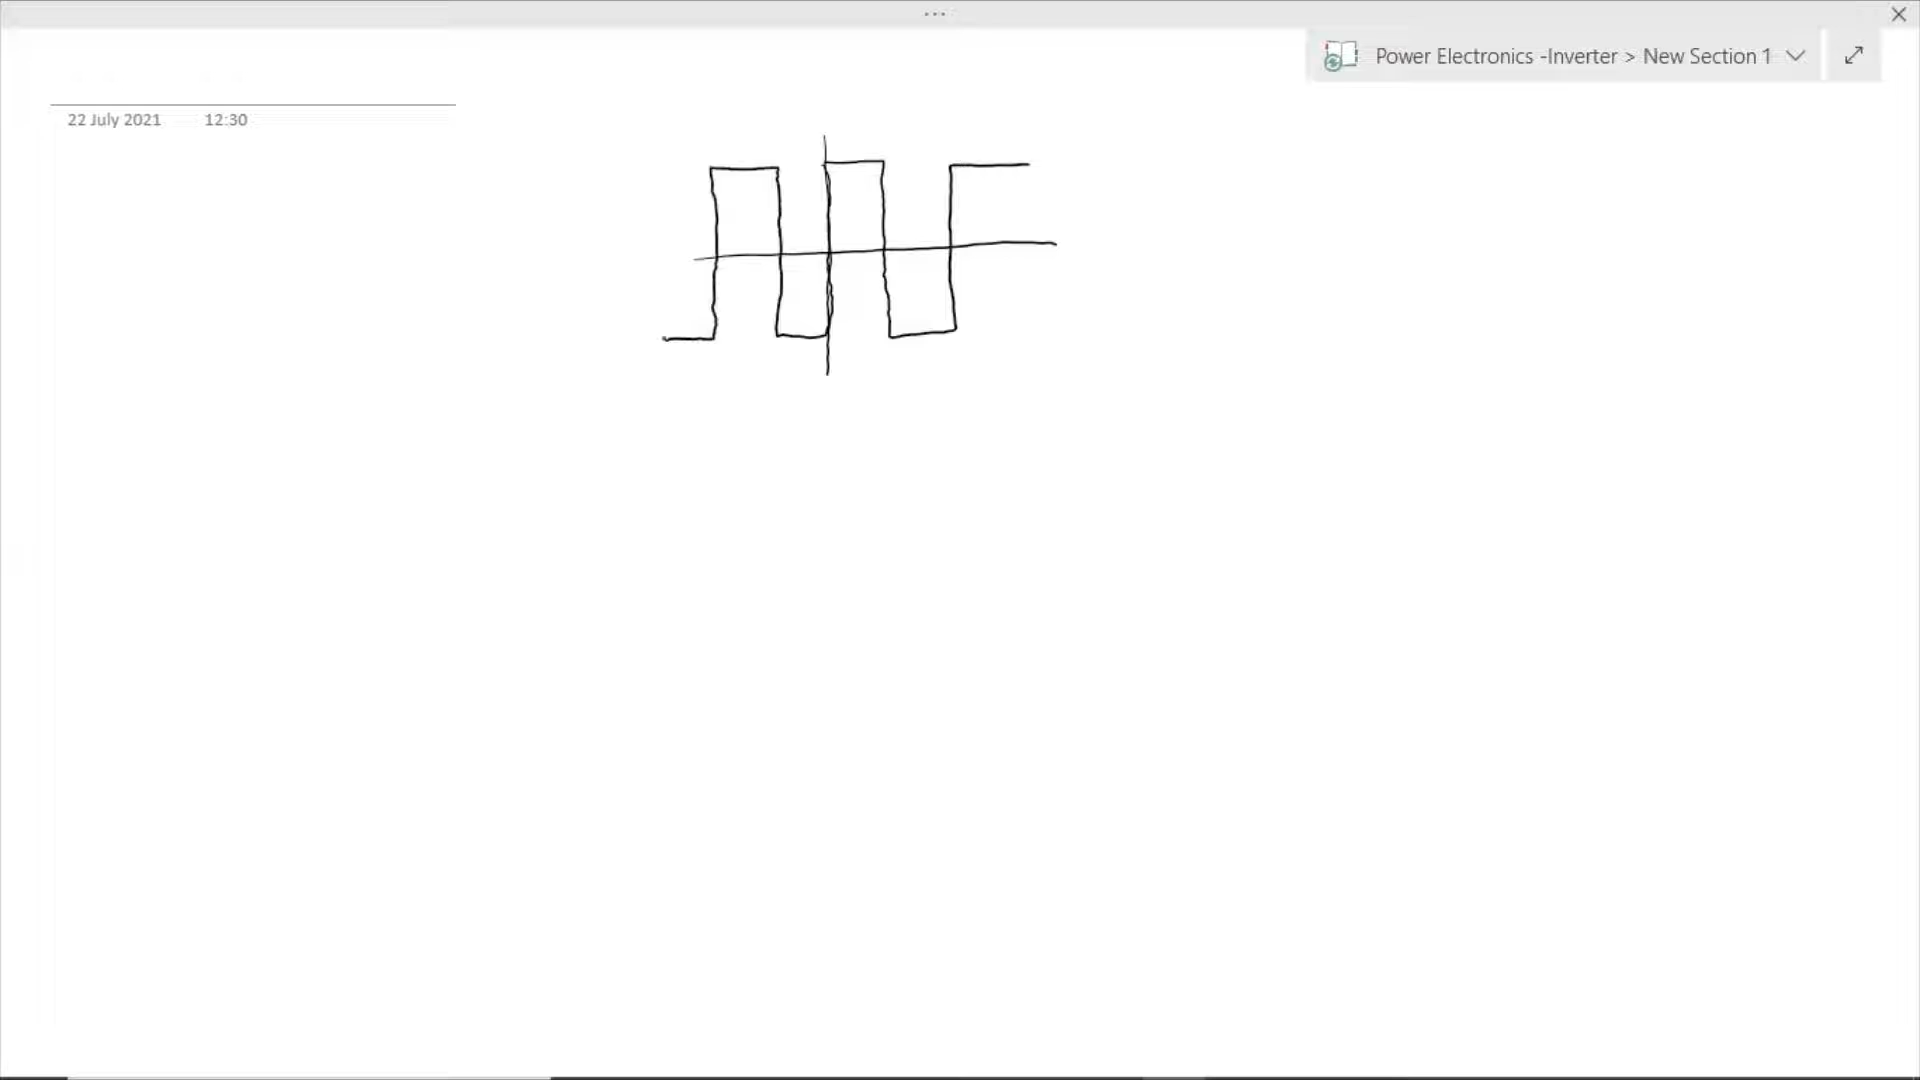 Power Electronics -Inverter > New Section 1
22 July 2021 12:30